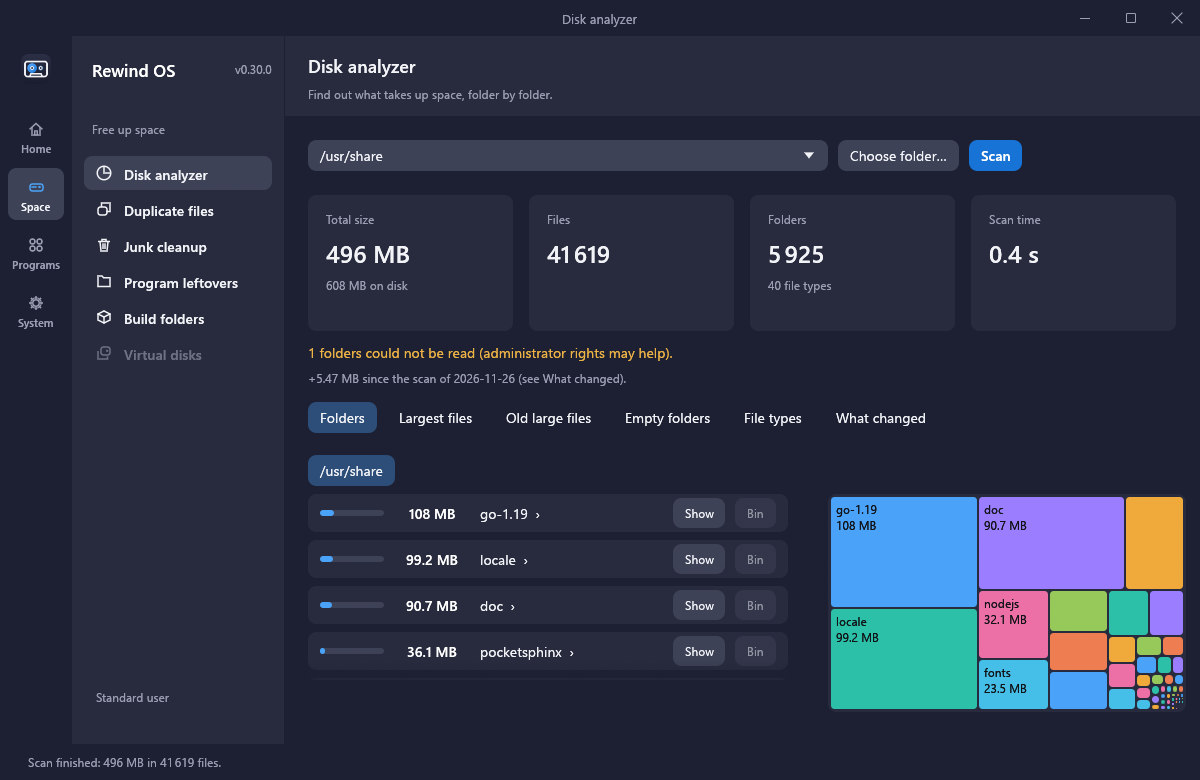 Disk analyzer
Rewind OS
v0.30.0
Home
Space
Programs
System
Free up space
Disk analyzer
Duplicate files
Junk cleanup
Program leftovers
Build folders
Virtual disks
Standard user
Disk analyzer
Find out what takes up space, folder by folder.
/usr/share
Choose folder...
Scan
Total size
496 MB
608 MB on disk
Files
41 619
Folders
5 925
40 file types
Scan time
0.4 s
1 folders could not be read (administrator rights may help).
+5.47 MB since the scan of 2026-11-26 (see What changed).
Folders
Largest files
Old large files
Empty folders
File types
What changed
/usr/share
108 MB go-1.19 › Show Bin
99.2 MB locale › Show Bin
90.7 MB doc › Show Bin
36.1 MB pocketsphinx › Show Bin
go-1.19
108 MB
doc
90.7 MB
locale
99.2 MB
nodejs
32.1 MB
fonts
23.5 MB
Scan finished: 496 MB in 41 619 files.